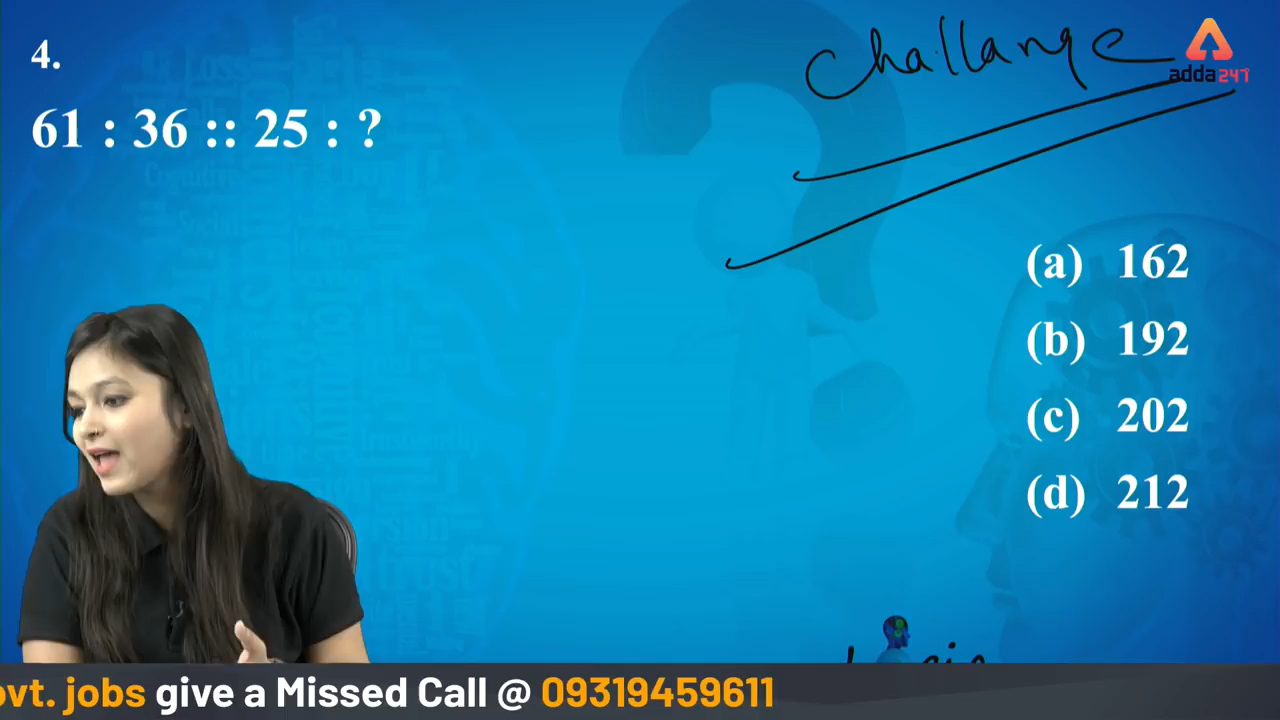 challange
adda247
4.
61 : 36 :: 25 : ?
(a) 162
(b) 192
(c) 202
(d) 212
ovt. jobs give a Missed Call @ 09319459611